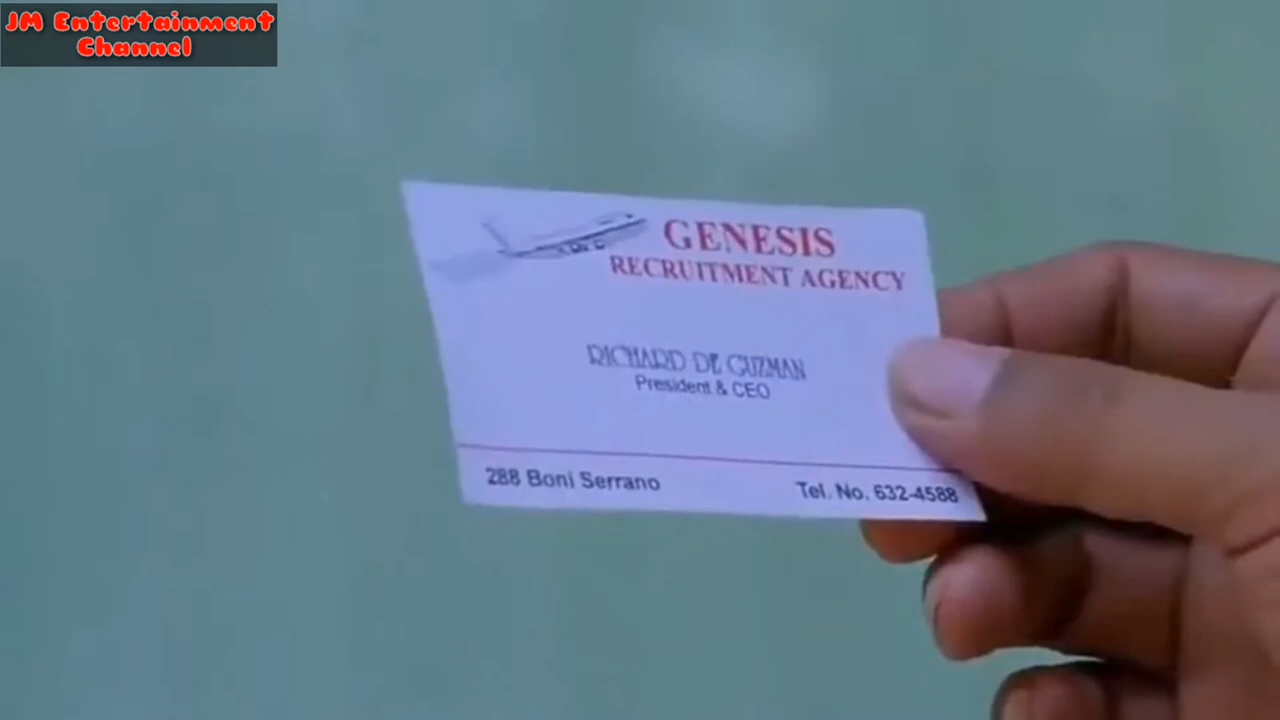 JM Entertainment
Channel
GENESIS
RECRUITMENT AGENCY
RICHARD DE GUZMAN
President & CEO
288 Boni Serrano
Tel. No. 632-4588